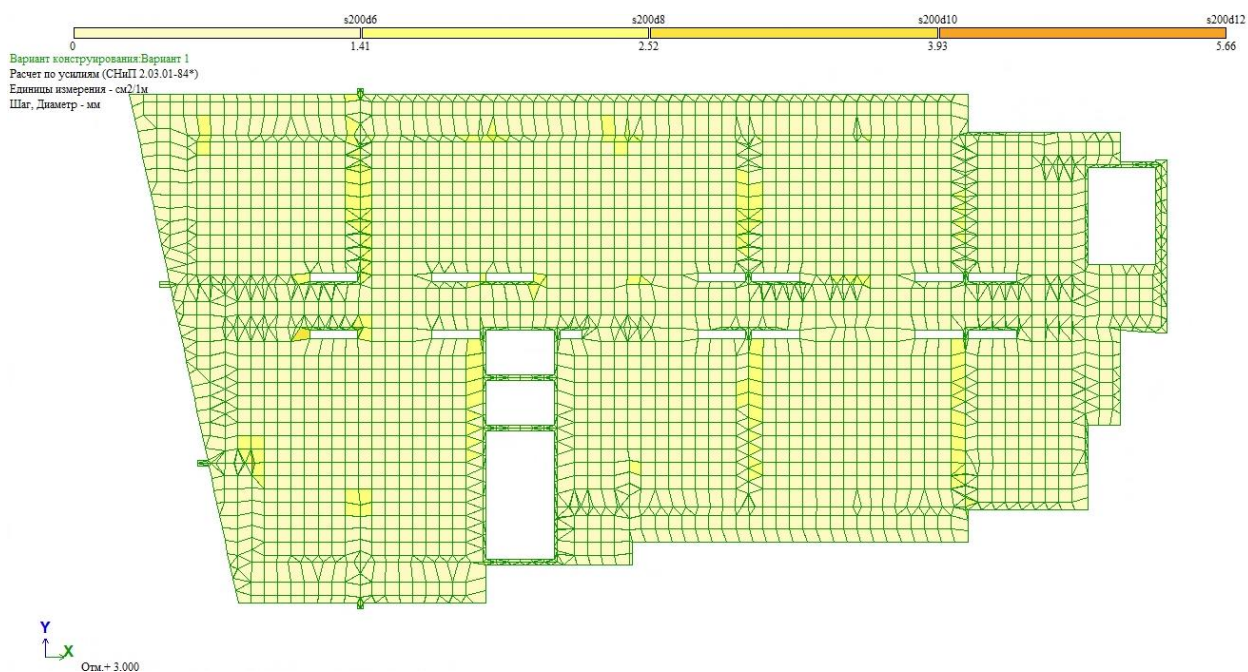 s200d6 s200d8 s200d10 s200d12
0 1.41 2.52 3.93 5.66
Вариант конструирования:Вариант 1
Расчет по усилиям (СНиП 2.03.01-84*)
Единицы измерения - см2/1м
Шаг, Диаметр - мм
Y
X
Отм.+ 3.000